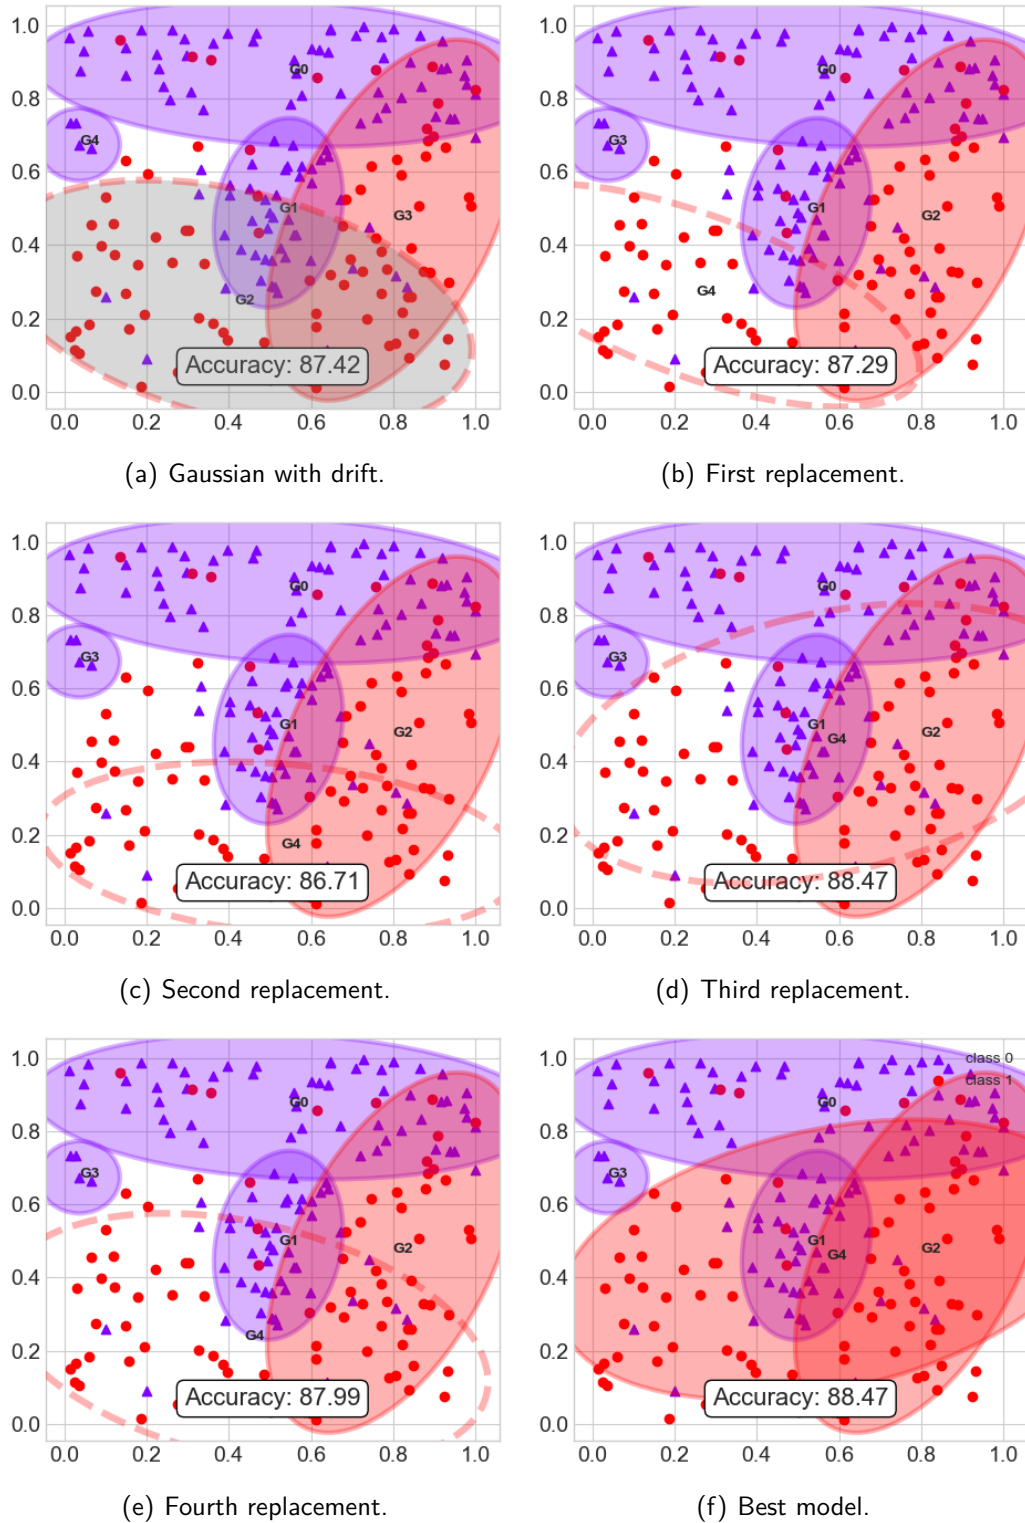 1.0
0.8
0.6
0.4
0.2
0.0
G0
G4
G1
G3
G2
Accuracy: 87.42
0.0 0.2 0.4 0.6 0.8 1.0
(a) Gaussian with drift.
1.0
0.8
0.6
0.4
0.2
0.0
G0
G3
G1
G2
G4
Accuracy: 87.29
0.0 0.2 0.4 0.6 0.8 1.0
(b) First replacement.
1.0
0.8
0.6
0.4
0.2
0.0
G0
G3
G1
G2
G4
Accuracy: 86.71
0.0 0.2 0.4 0.6 0.8 1.0
(c) Second replacement.
1.0
0.8
0.6
0.4
0.2
0.0
G0
G3
G1
G4
G2
Accuracy: 88.47
0.0 0.2 0.4 0.6 0.8 1.0
(d) Third replacement.
1.0
0.8
0.6
0.4
0.2
0.0
G0
G3
G1
G2
G4
Accuracy: 87.99
0.0 0.2 0.4 0.6 0.8 1.0
(e) Fourth replacement.
1.0
0.8
0.6
0.4
0.2
0.0
class 0
class 1
G0
G3
G1
G4
G2
Accuracy: 88.47
0.0 0.2 0.4 0.6 0.8 1.0
(f) Best model.